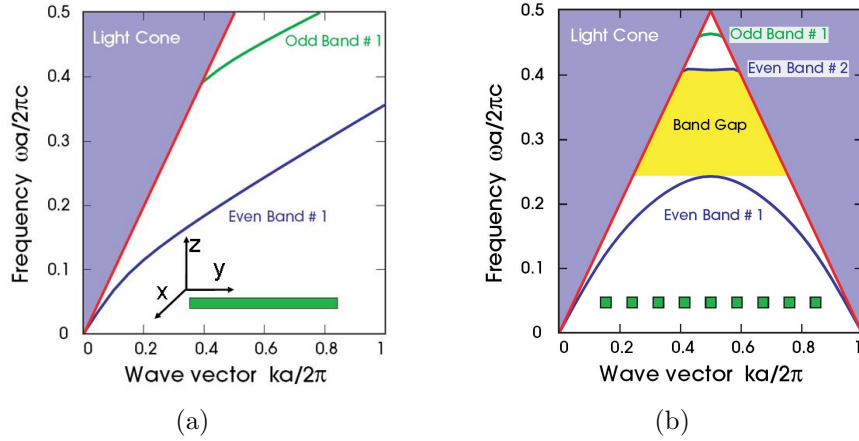 0.5
Light Cone
Odd Band # 1
0.4
0.3
Frequency ωa/2πc
0.2
Even Band # 1
z
0.1
y
x
0
0 0.2 0.4 0.6 0.8 1
Wave vector ka/2π
(a)
0.5
Light Cone
Odd Band # 1
Even Band # 2
0.4
Band Gap
0.3
Frequency ωa/2πc
0.2
Even Band # 1
0.1
0
0 0.2 0.4 0.6 0.8 1
Wave vector ka/2π
(b)